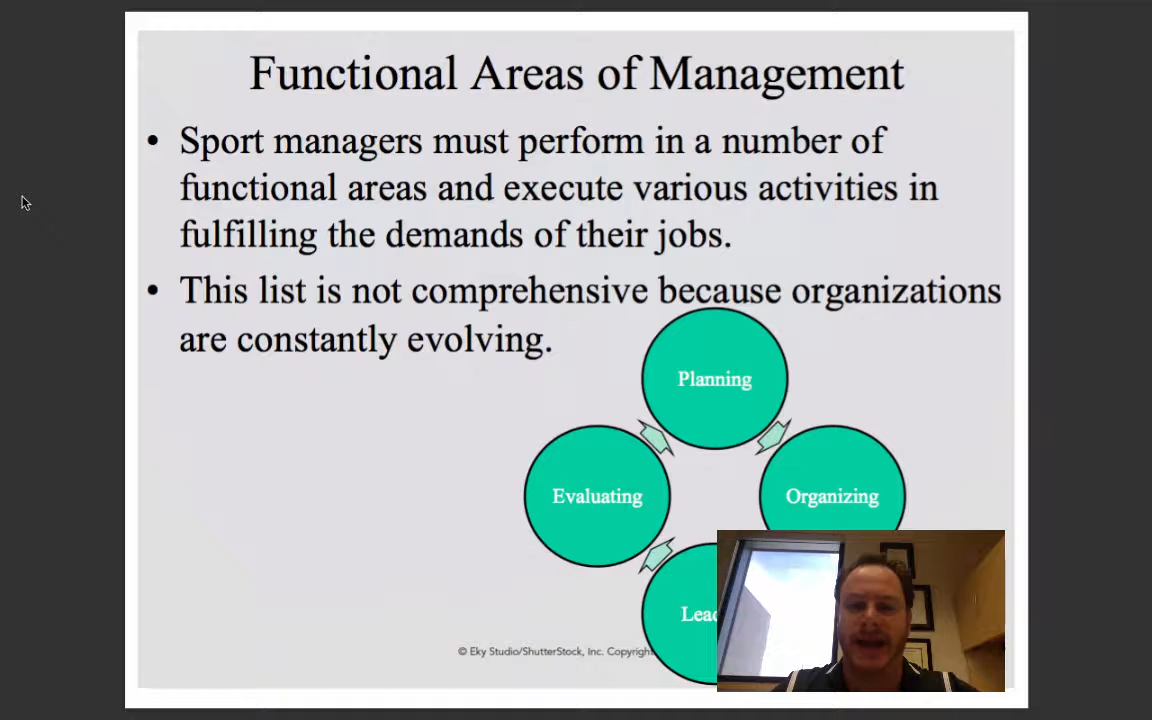 Functional Areas of Management
• Sport managers must perform in a number of
functional areas and execute various activities in
fulfilling the demands of their jobs.
• This list is not comprehensive because organizations
are constantly evolving.
Planning
Evaluating
Organizing
© Eky Studio/ShutterStock, Inc. Copyright